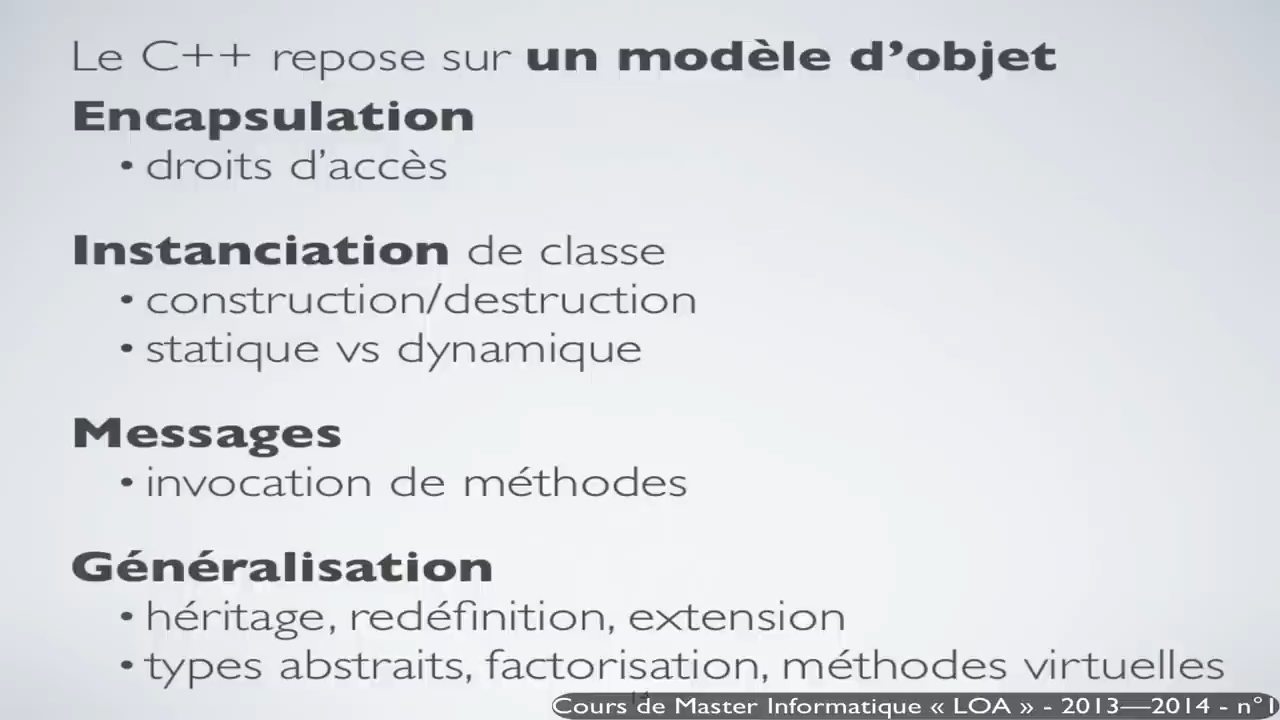 Le C++ repose sur un modèle d'objet
Encapsulation
• droits d'accès
Instanciation de classe
• construction/destruction
• statique vs dynamique
Messages
• invocation de méthodes
Généralisation
• héritage, redéfinition, extension
• types abstraits, factorisation, méthodes virtuelles
Cours de Master Informatique « LOA » - 2013—2014 - n°1